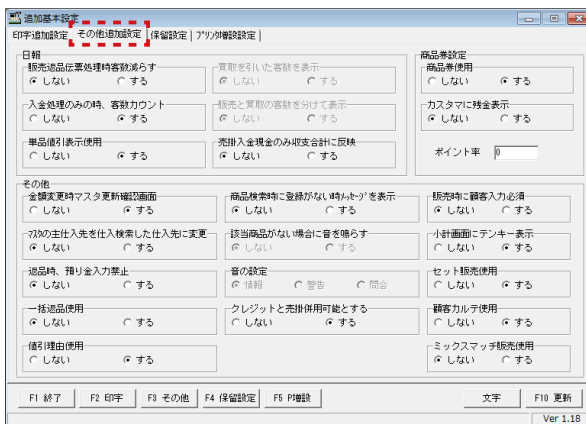 追加基本設定
印字追加設定 その他追加設定 保留設定 プリンタ増設設定
日報
販売返品伝票処理時客数減らす
しない する
買取を引いた客数を表示
しない する
入金処理のみの時、客数カウント
しない する
販売と買取の客数を分けて表示
しない する
単品値引表示使用
しない する
売掛入金現金のみ収支合計に反映
しない する
商品券設定
商品券使用
しない する
カスタマに残金表示
しない する
ポイント率 0
その他
金額変更時マスタ更新確認画面
しない する
商品検索時に登録がない時メッセージを表示
しない する
販売時に顧客入力必須
しない する
マスタの主仕入先を仕入検索した仕入先に変更
しない する
該当商品がない場合に音を鳴らす
しない する
小計画面にテンキー表示
しない する
返品時、預り金入力禁止
しない する
音の設定
情報 警告 問合
セット販売使用
しない する
一括返品使用
しない する
クレジットと売掛併用可能とする
しない する
顧客カルテ使用
しない する
値引理由使用
しない する
ミックスマッチ販売使用
しない する
F1 終了 F2 印字 F3 その他 F4 保留設定 F5 P増設 文字 F10 更新
Ver 1.18